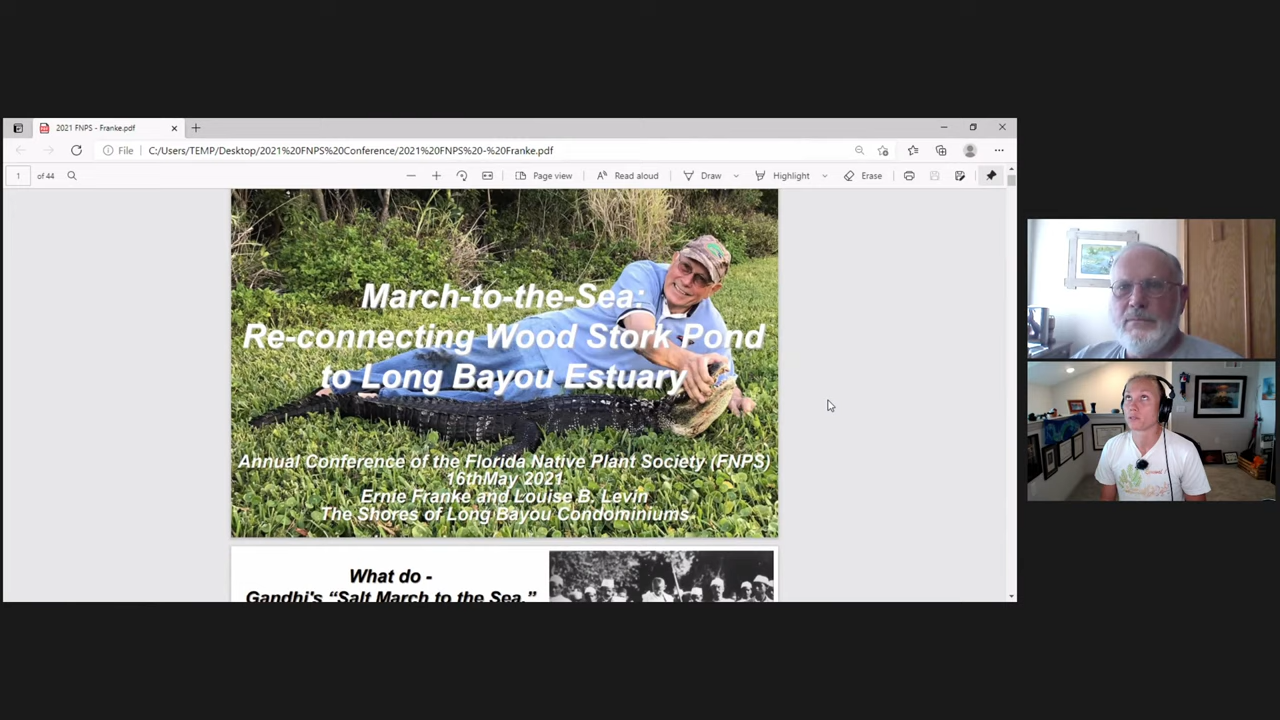 2021 FNPS - Franke.pdf
File
C:/Users/TEMP/Desktop/2021%20FNPS%20Conference/2021%20FNPS%20-%20Franke.pdf
1 of 44
Page view
Read aloud
Draw
Highlight
Erase
March-to-the-Sea:
Re-connecting Wood Stork Pond
to Long Bayou Estuary
Annual Conference of the Florida Native Plant Society (FNPS)
16thMay 2021
Ernie Franke and Louise B. Levin
The Shores of Long Bayou Condominiums
What do -
Gandhi's “Salt March to the Sea,”